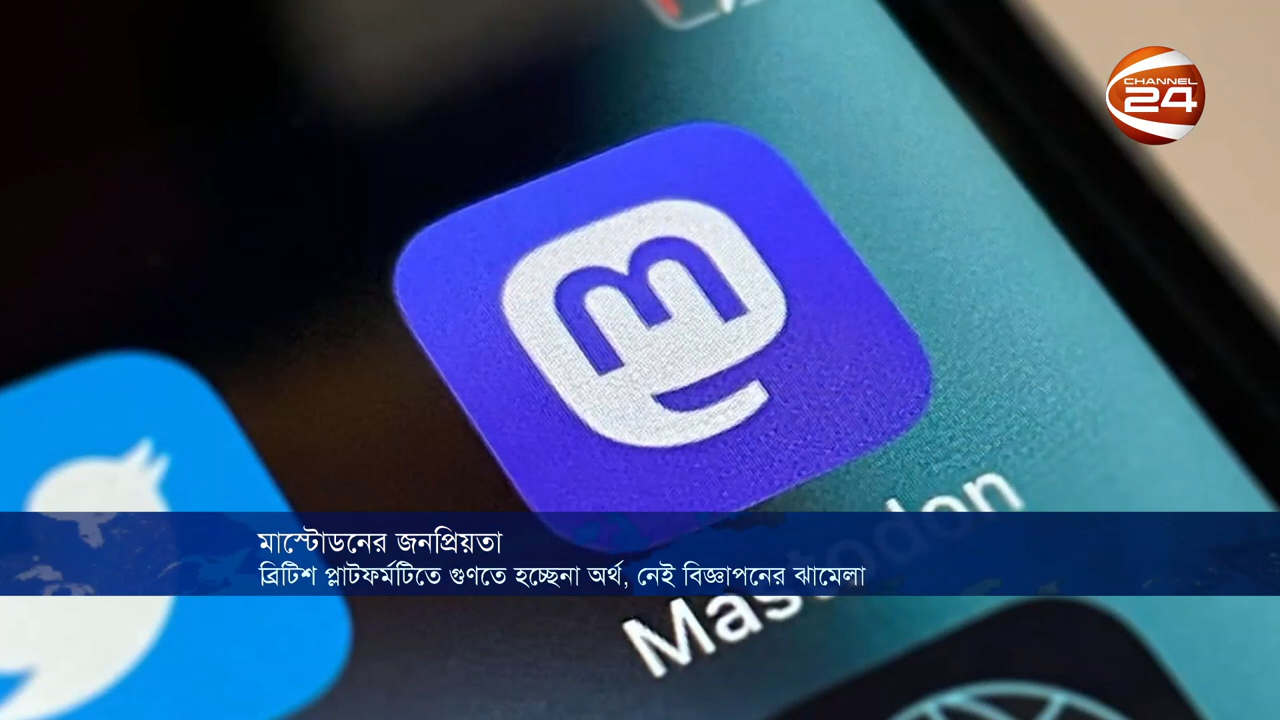 CHANNEL
24
মাস্টোডনের জনপ্রিয়তা
ব্রিটিশ প্লাটফর্মটিতে গুণতে হচ্ছেনা অর্থ, নেই বিজ্ঞাপনের ঝামেলা
Mastodon